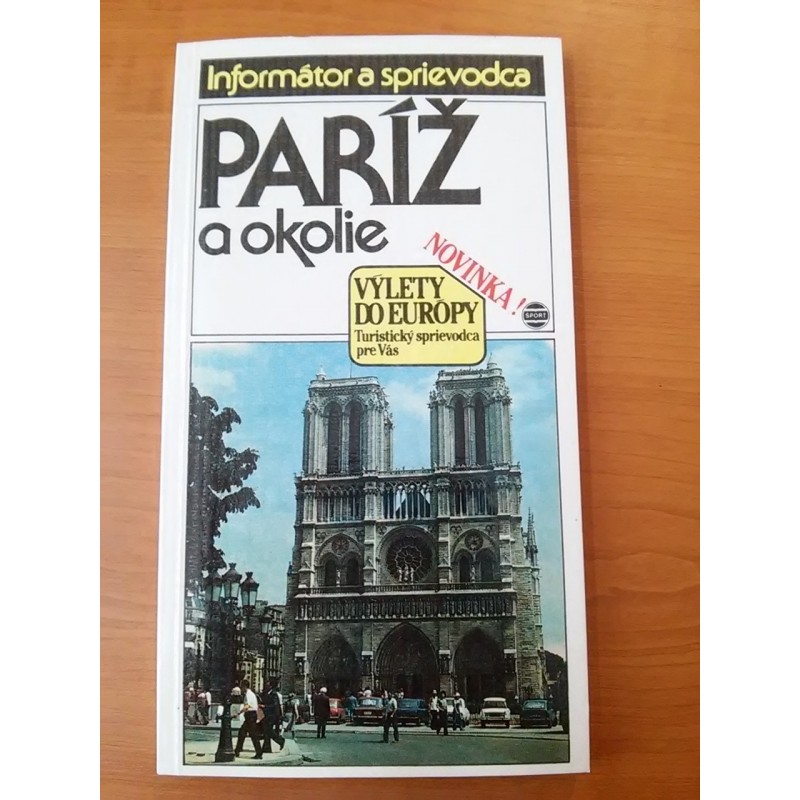 Informátor a sprievodca
PARÍŽ
a okolie
NOVINKA!
SPORT
VÝLETY
DO EURÓPY
Turistický sprievodca
pre Vás